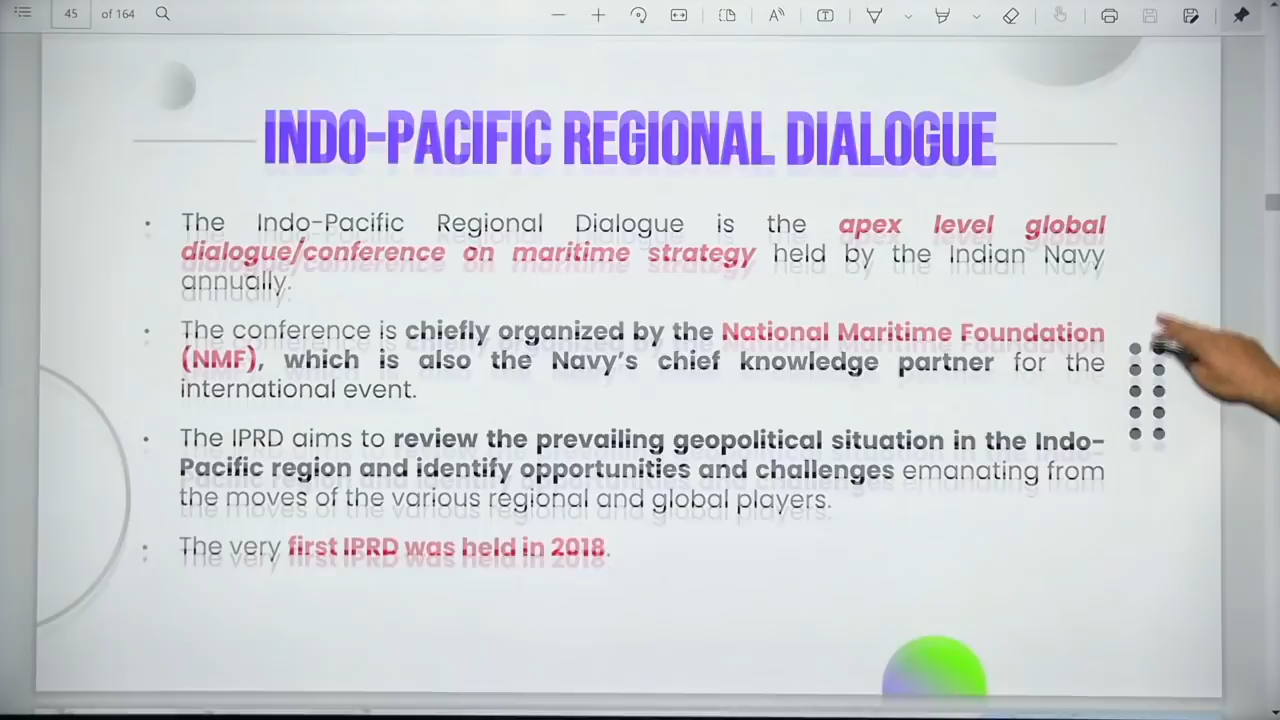 45 of 164
INDO-PACIFIC REGIONAL DIALOGUE
• The Indo-Pacific Regional Dialogue is the apex level global
dialogue/conference on maritime strategy held by the Indian Navy
annually.
• The conference is chiefly organized by the National Maritime Foundation
(NMF), which is also the Navy's chief knowledge partner for the
international event.
• The IPRD aims to review the prevailing geopolitical situation in the Indo-
Pacific region and identify opportunities and challenges emanating from
the moves of the various regional and global players.
• The very first IPRD was held in 2018.